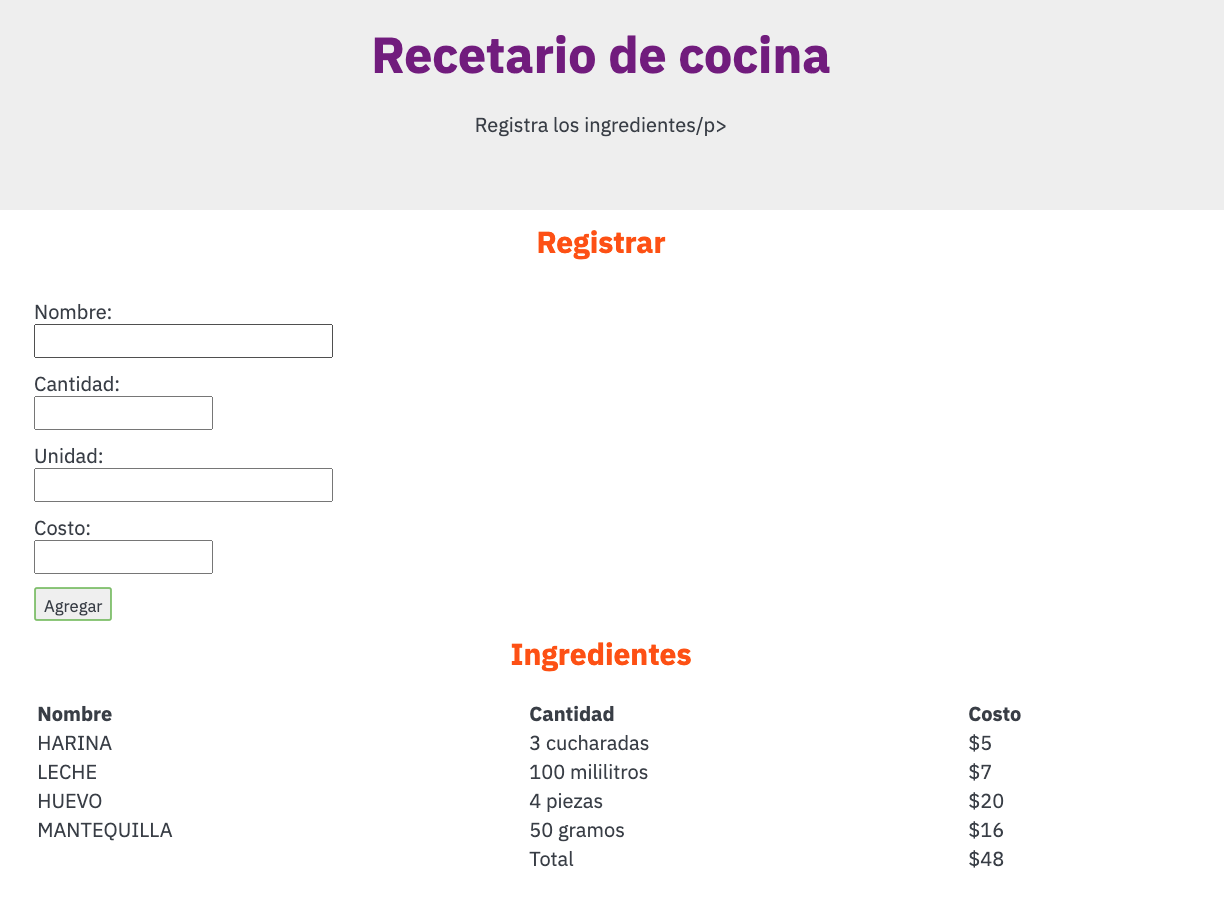 Recetario de cocina
Registra los ingredientes/p>
Registrar
Nombre:
Cantidad:
Unidad:
Costo:
Agregar
Ingredientes
Nombre Cantidad Costo
HARINA 3 cucharadas $5
LECHE 100 mililitros $7
HUEVO 4 piezas $20
MANTEQUILLA 50 gramos $16
Total $48